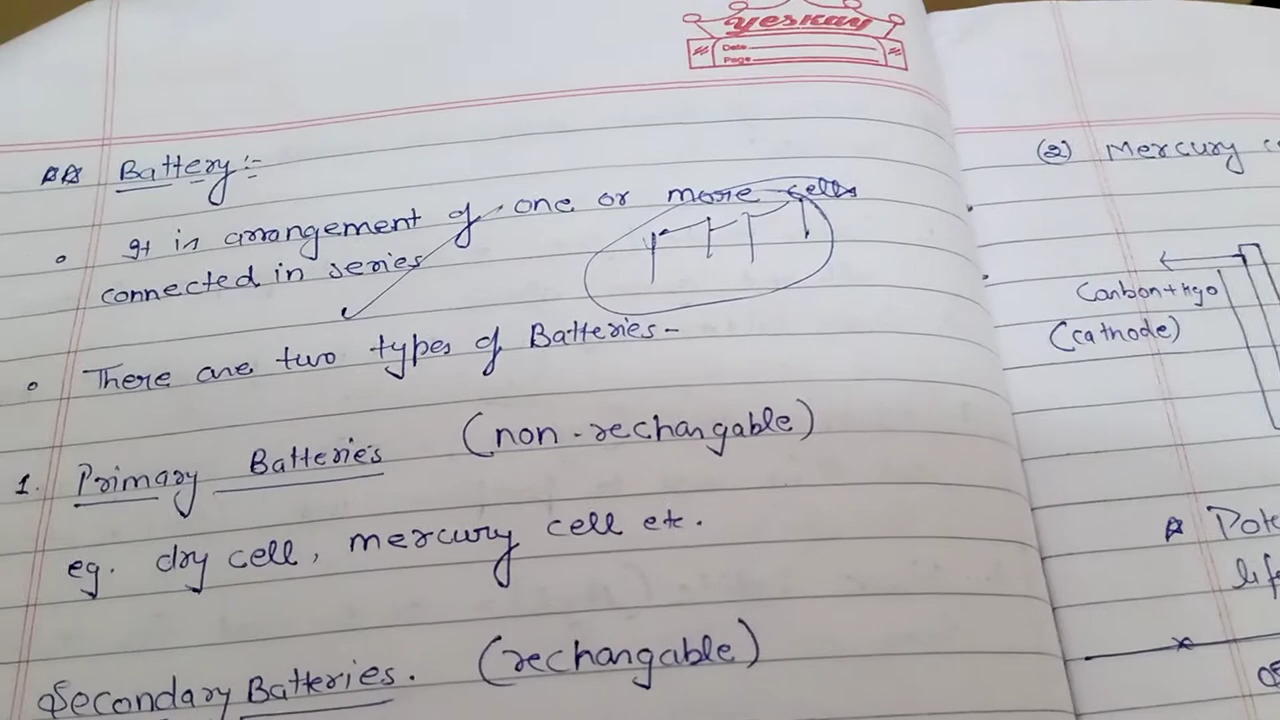 YESKAY
Date
Page
Battery :-
It is arrangement of one or more cells
connected in series
There are two types of Batteries -
1. Primary Batteries (non-rechangable)
eg. dry cell, mercury cell etc.
Secondary Batteries. (rechangable)
(2) Mercury
Carbon + HgO
(cathode)
Pote
lif